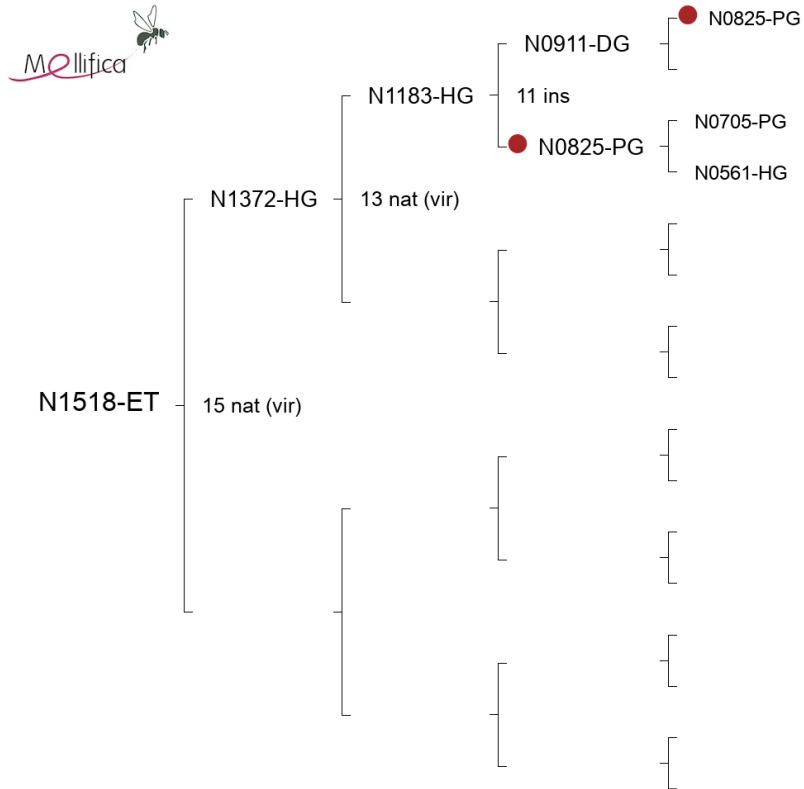 Mellifica
N0825-PG
N0911-DG
N1183-HG
11 ins
N0705-PG
N0825-PG
N0561-HG
N1372-HG
13 nat (vir)
N1518-ET
15 nat (vir)